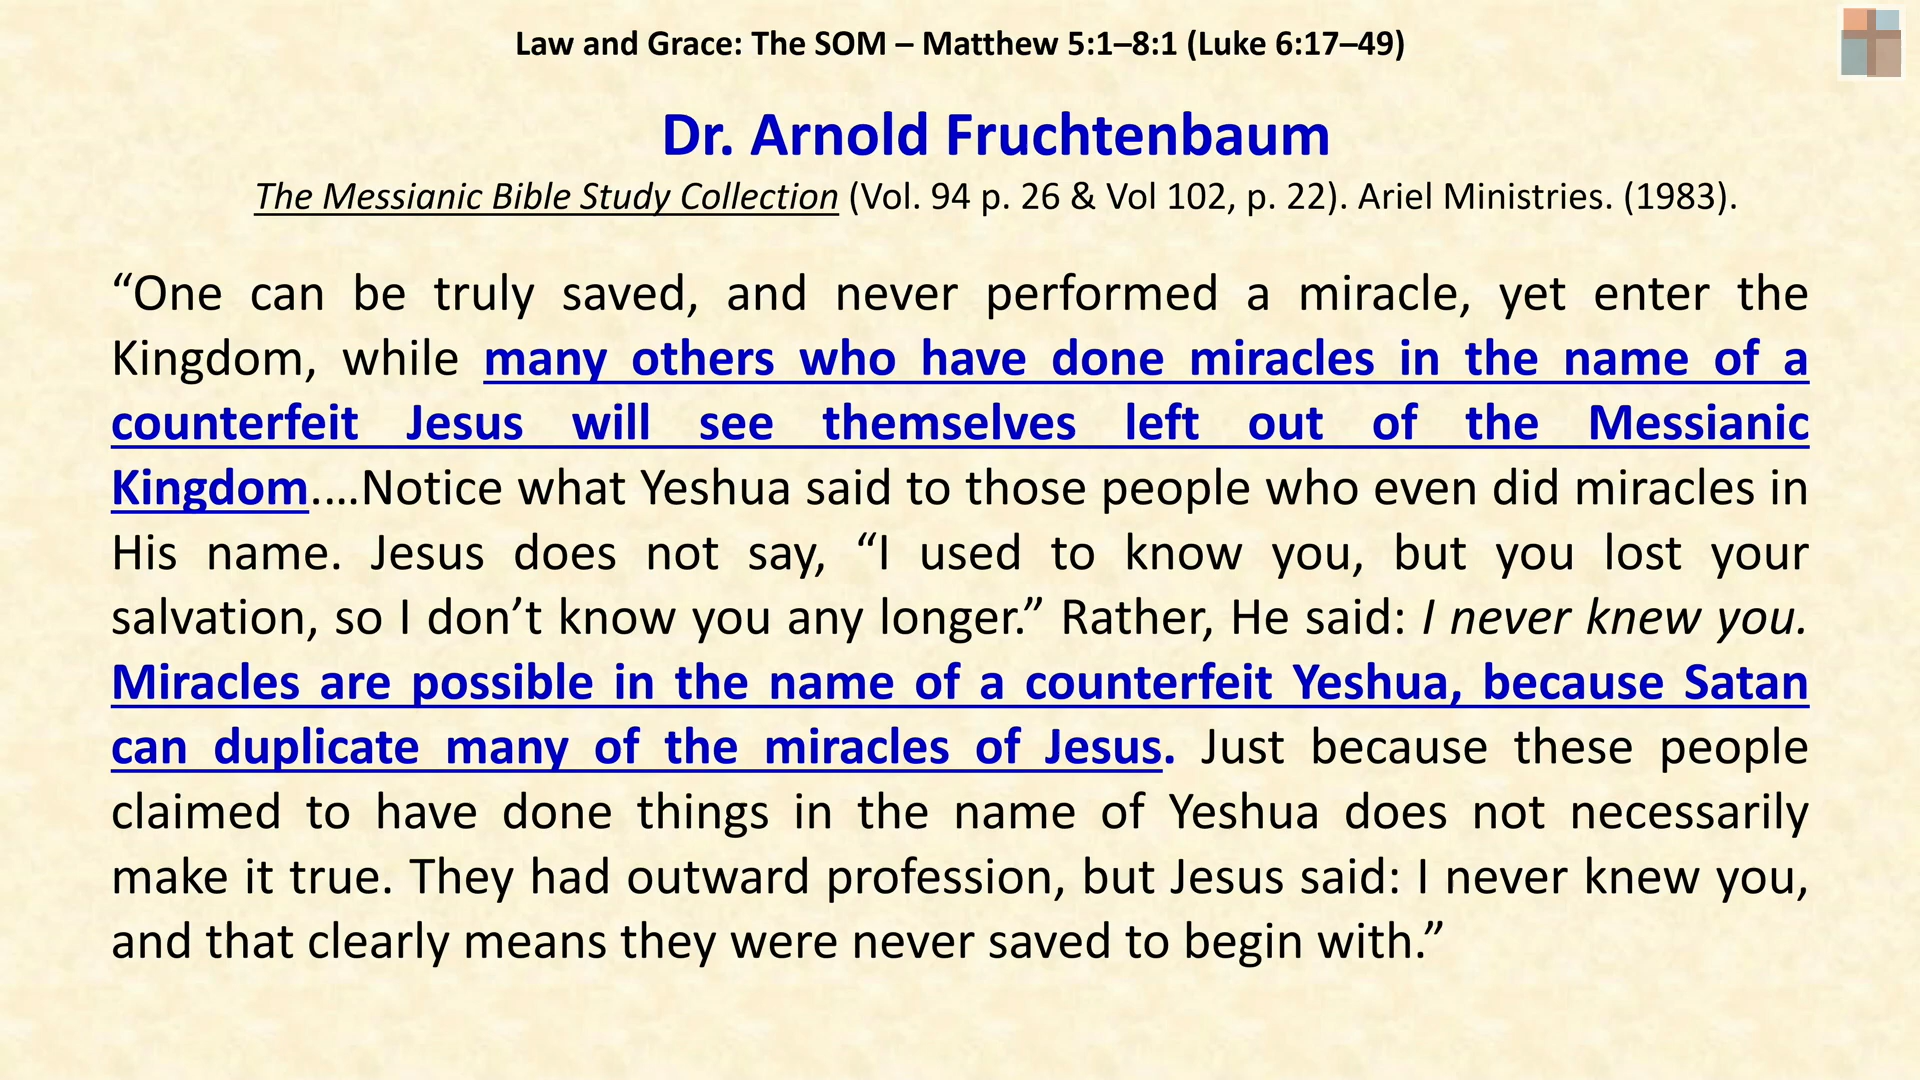 Law and Grace: The SOM – Matthew 5:1–8:1 (Luke 6:17–49)
Dr. Arnold Fruchtenbaum
The Messianic Bible Study Collection (Vol. 94 p. 26 & Vol 102, p. 22). Ariel Ministries. (1983).
“One can be truly saved, and never performed a miracle, yet enter the
Kingdom, while many others who have done miracles in the name of a
counterfeit Jesus will see themselves left out of the Messianic
Kingdom.…Notice what Yeshua said to those people who even did miracles in
His name. Jesus does not say, “I used to know you, but you lost your
salvation, so I don’t know you any longer.” Rather, He said: I never knew you.
Miracles are possible in the name of a counterfeit Yeshua, because Satan
can duplicate many of the miracles of Jesus. Just because these people
claimed to have done things in the name of Yeshua does not necessarily
make it true. They had outward profession, but Jesus said: I never knew you,
and that clearly means they were never saved to begin with.”